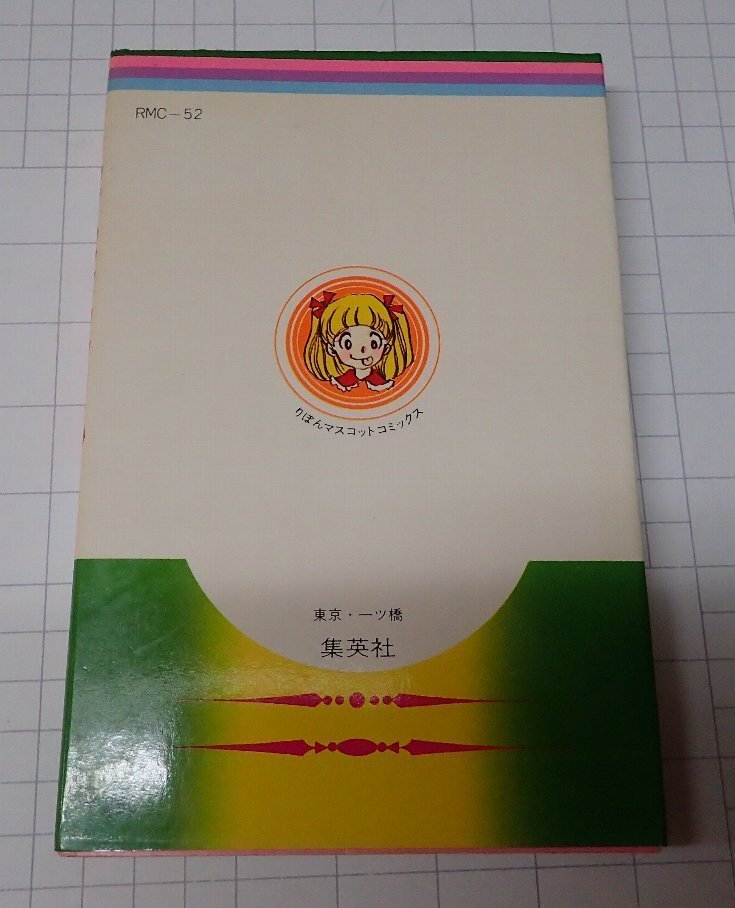 RMC－52
りぼんマスコットコミックス
東京・一ツ橋
集英社